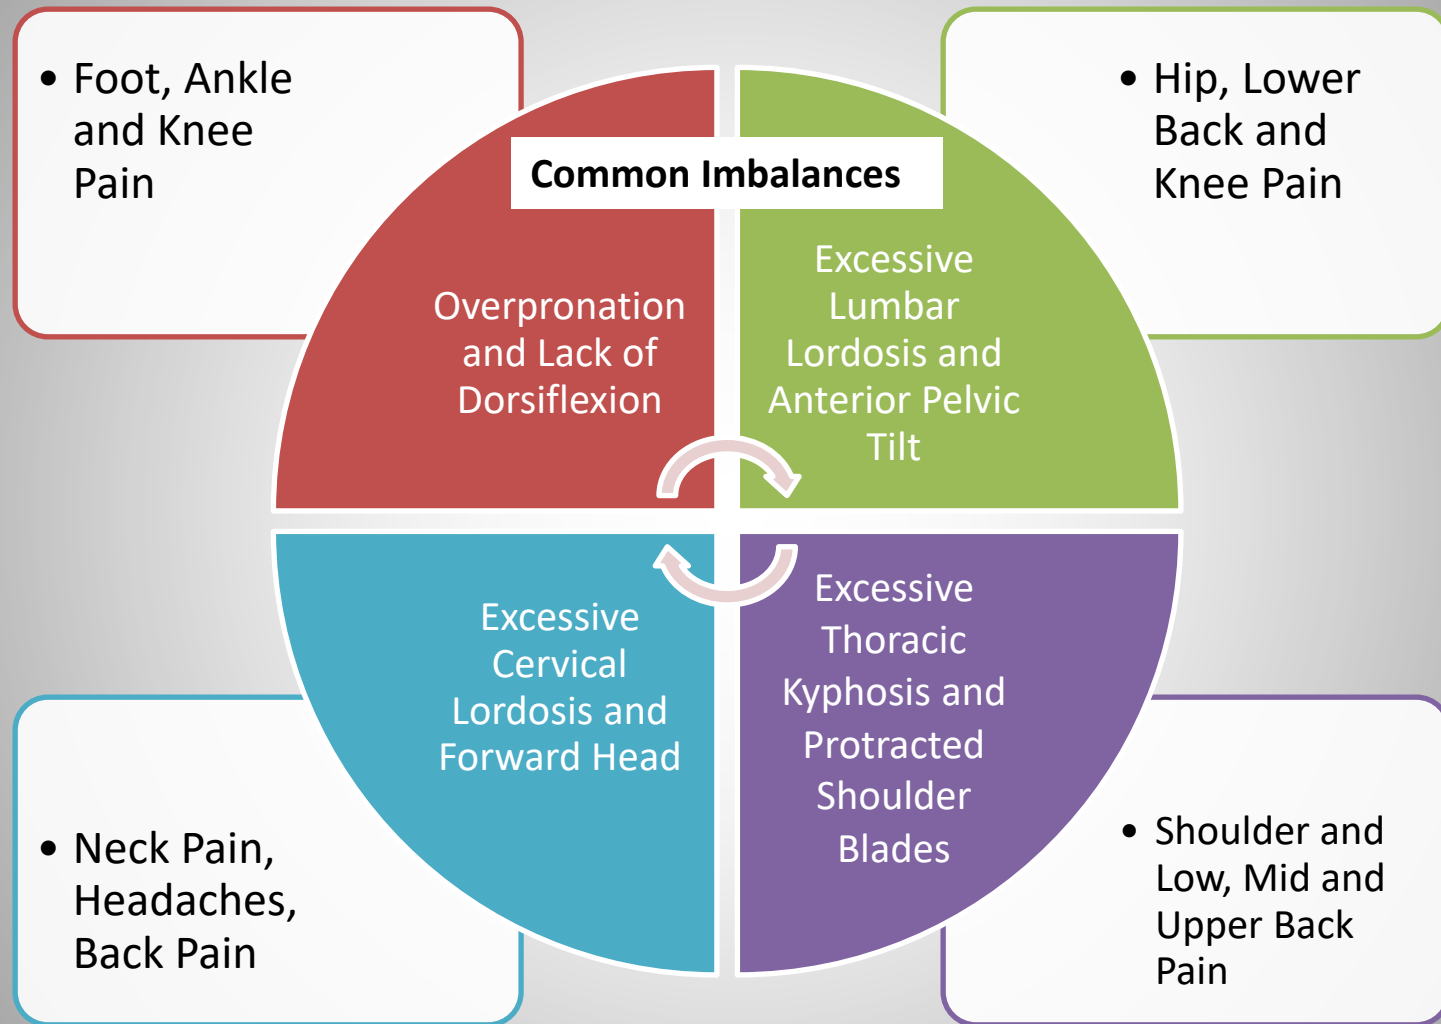 • Foot, Ankle
and Knee
Pain
• Hip, Lower
Back and
Knee Pain
Common Imbalances
Overpronation
and Lack of
Dorsiflexion
Excessive
Lumbar
Lordosis and
Anterior Pelvic
Tilt
Excessive
Cervical
Lordosis and
Forward Head
Excessive
Thoracic
Kyphosis and
Protracted
Shoulder
Blades
• Neck Pain,
Headaches,
Back Pain
• Shoulder and
Low, Mid and
Upper Back
Pain